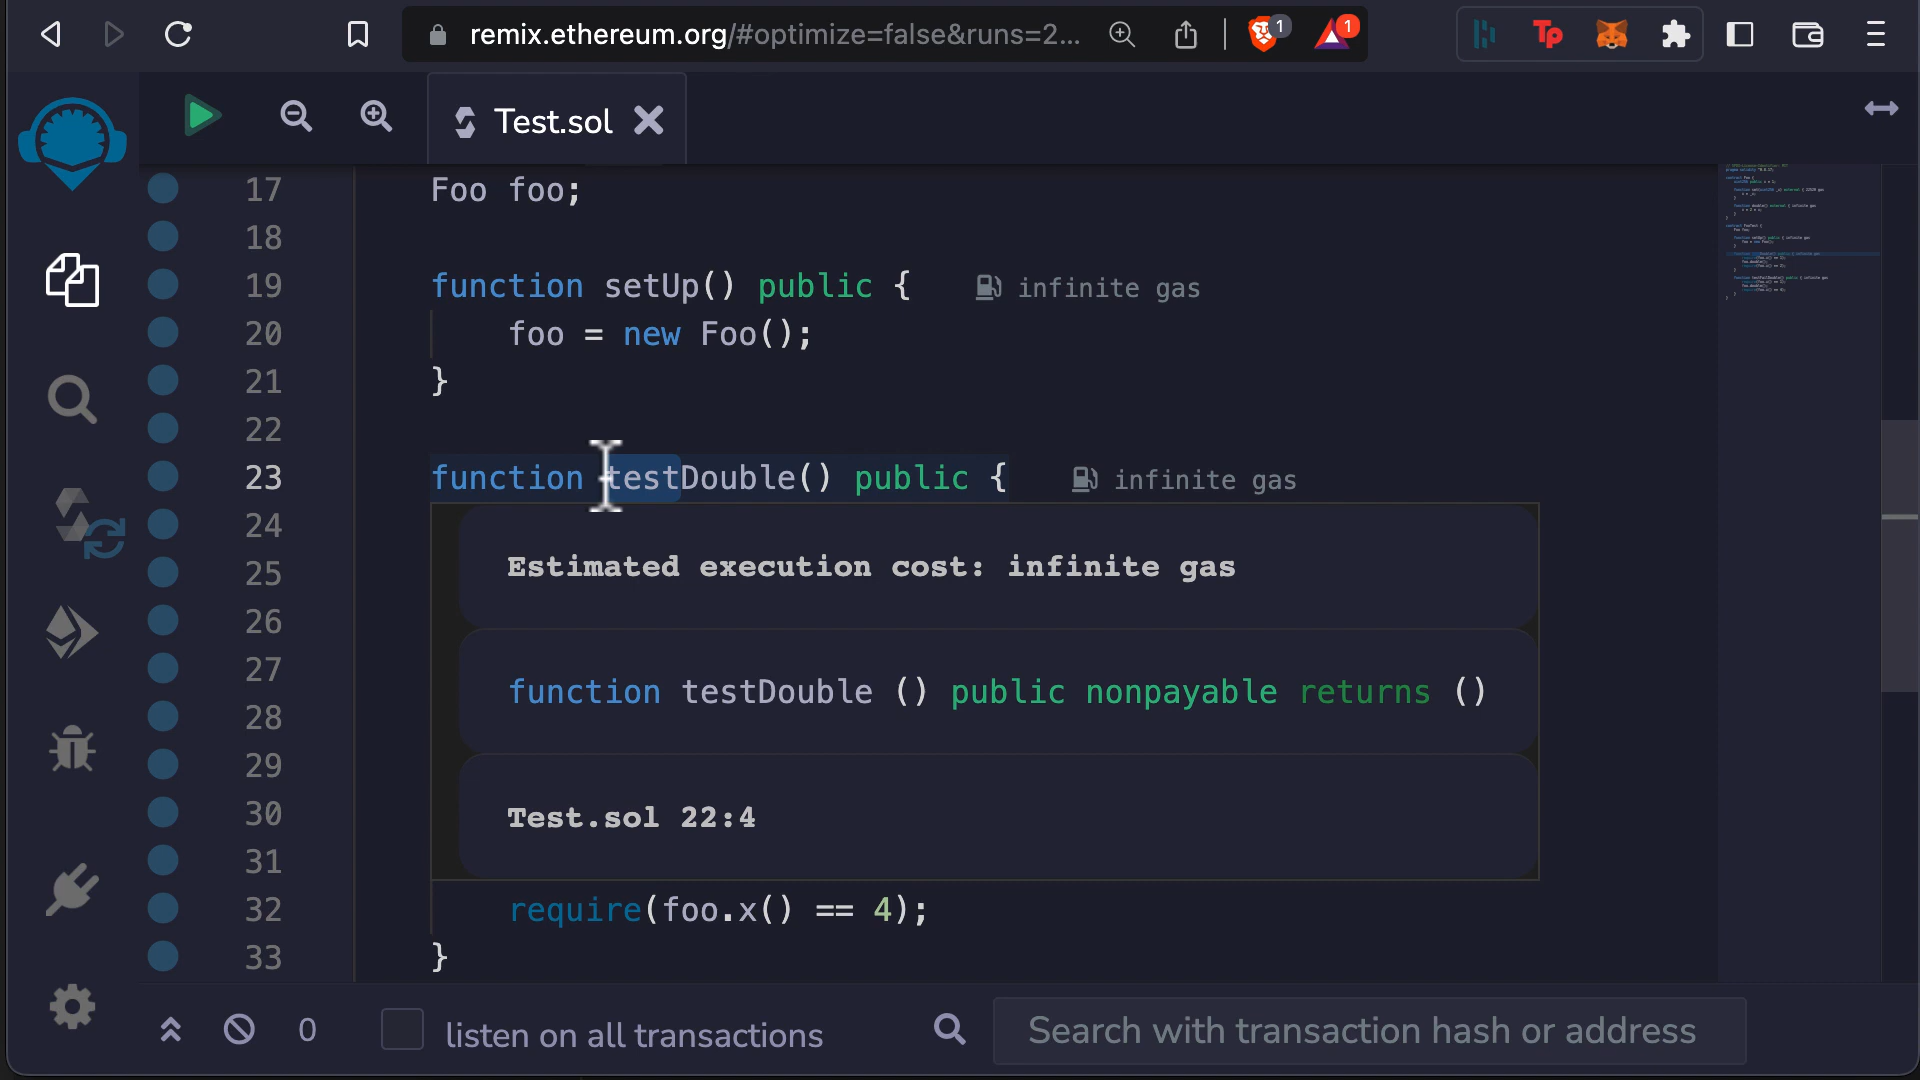 remix.ethereum.org/#optimize=false&runs=2...
1
1
Tp
Test.sol
17 Foo foo;
18
19 function setUp() public { infinite gas
20 foo = new Foo();
21 }
22
23 function testDouble() public { infinite gas
24
Estimated execution cost: infinite gas
25
26
27 function testDouble () public nonpayable returns ()
28
29
30 Test.sol 22:4
31
32 require(foo.x() == 4);
33 }
0
listen on all transactions
Search with transaction hash or address